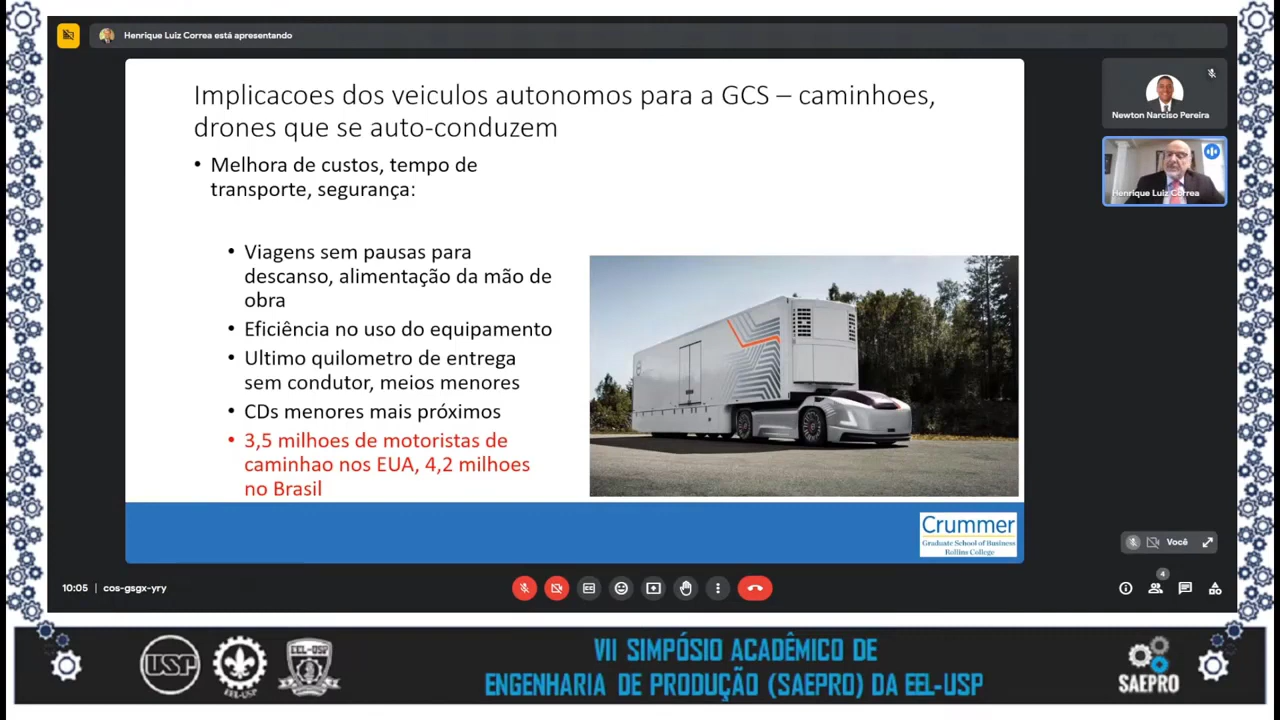 Henrique Luiz Correa está apresentando
Implicacoes dos veiculos autonomos para a GCS – caminhoes,
drones que se auto-conduzem
• Melhora de custos, tempo de
transporte, segurança:
• Viagens sem pausas para
descanso, alimentação da mão de
obra
• Eficiência no uso do equipamento
• Ultimo quilometro de entrega
sem condutor, meios menores
• CDs menores mais próximos
• 3,5 milhoes de motoristas de
caminhao nos EUA, 4,2 milhoes
no Brasil
Crummer
Graduate School of Business
Rollins College
Newton Narciso Pereira
Henrique Luiz Correa
Você
10:05 | cos-gsgx-yry
4
USP
EEL-USP
EEL-USP
VII SIMPÓSIO ACADÊMICO DE
ENGENHARIA DE PRODUÇÃO (SAEPRO) DA EEL-USP
SAEPRO